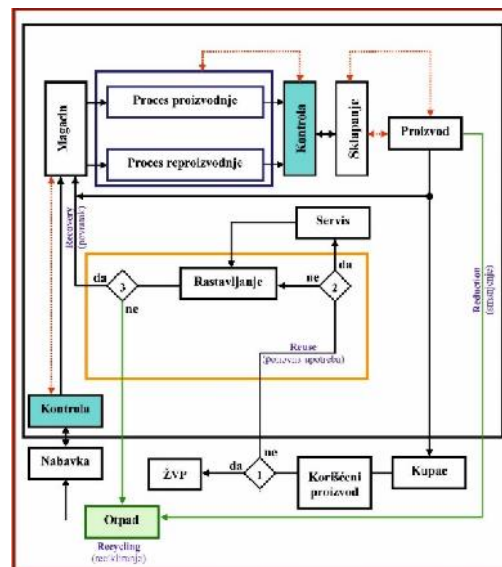 Proces proizvodnje
Magacin
Kontrola
Sklapanje
Proizvod
Proces reproizvodnje
Recovery
(povratak)
Servis
da
da
3
Rastavljanje
ne
2
ne
Reduction
(smanjenje)
Reuse
(ponovna upotreba)
Kontrola
ne
Nabavka
ŽVP
da
1
Korišćeni
proizvod
Kupac
Otpad
Recycling
(recikliranje)